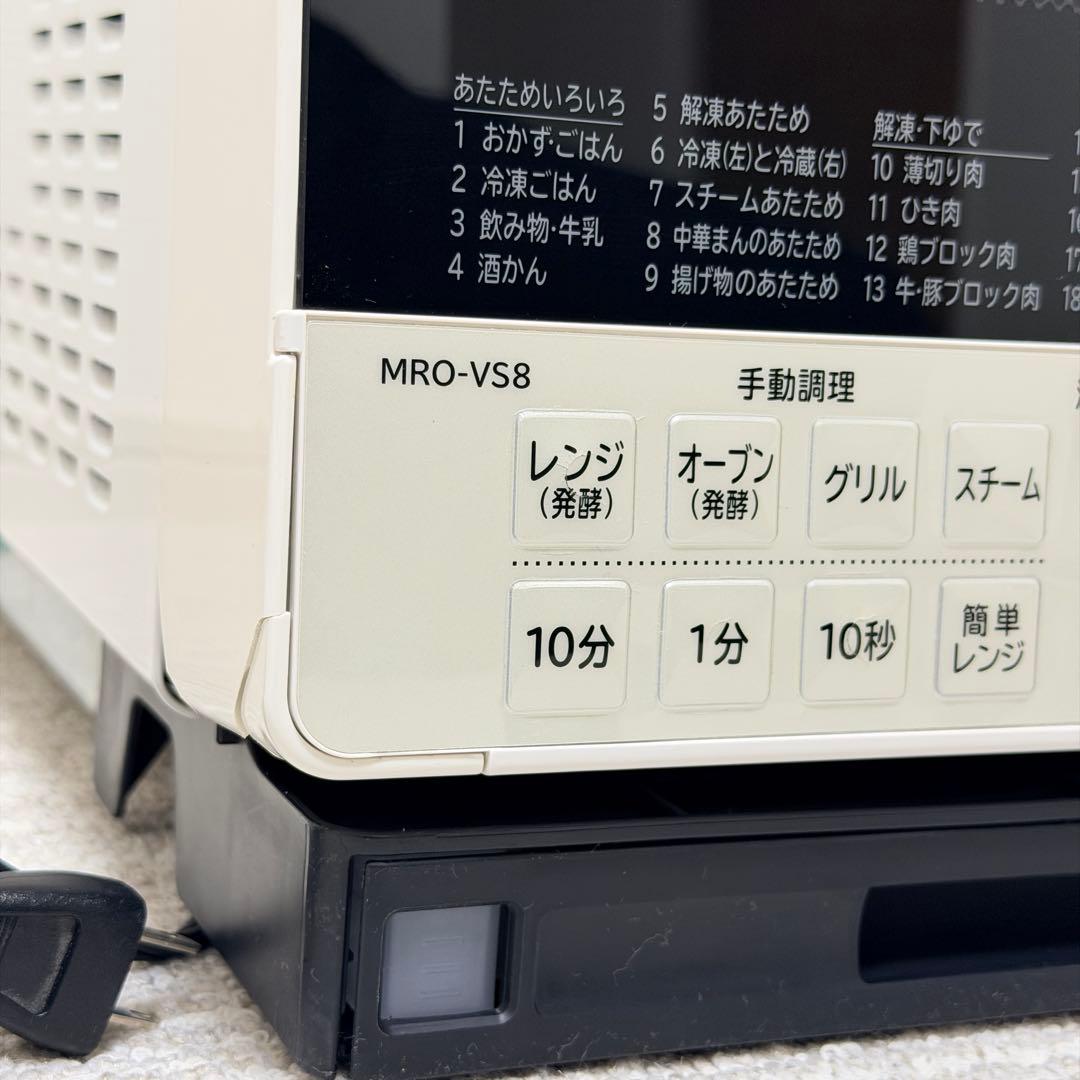 あたためいろいろ
1 おかず・ごはん
2 冷凍ごはん
3 飲み物・牛乳
4 酒かん
5 解凍あたため
6 冷凍(左)と冷蔵(右)
7 スチームあたため
8 中華まんのあたため
9 揚げ物のあたため
解凍・下ゆで
10 薄切り肉
11 ひき肉
12 鶏ブロック肉
13 牛・豚ブロック肉
17
18
MRO-VS8
手動調理
レンジ
(発酵)
オーブン
(発酵)
グリル
スチーム
10分
1分
10秒
簡単
レンジ